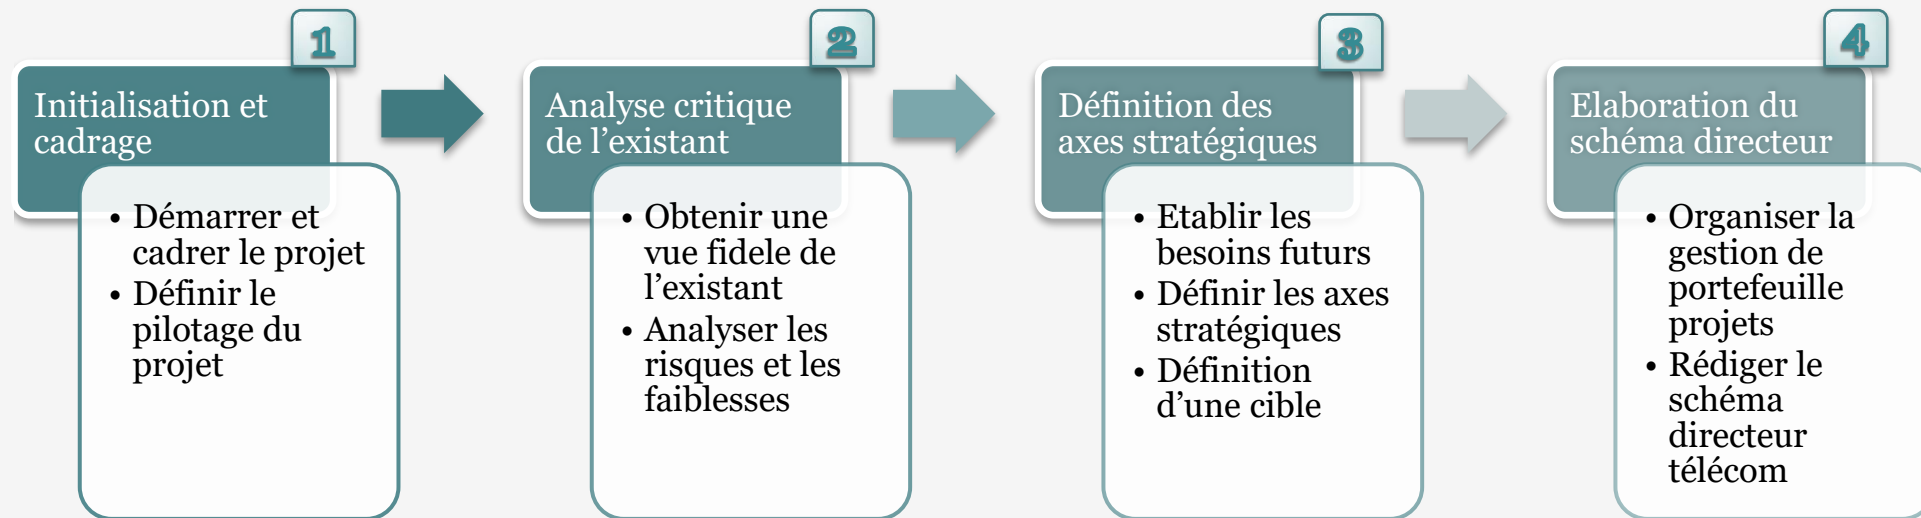 1
Initialisation et
cadrage
• Démarrer et
cadrer le projet
• Définir le
pilotage du
projet
2
Analyse critique
de l’existant
• Obtenir une
vue fidele de
l’existant
• Analyser les
risques et les
faiblesses
3
Définition des
axes stratégiques
• Etablir les
besoins futurs
• Définir les axes
stratégiques
• Définition
d’une cible
4
Elaboration du
schéma directeur
• Organiser la
gestion de
portefeuille
projets
• Rédiger le
schéma
directeur
télécom